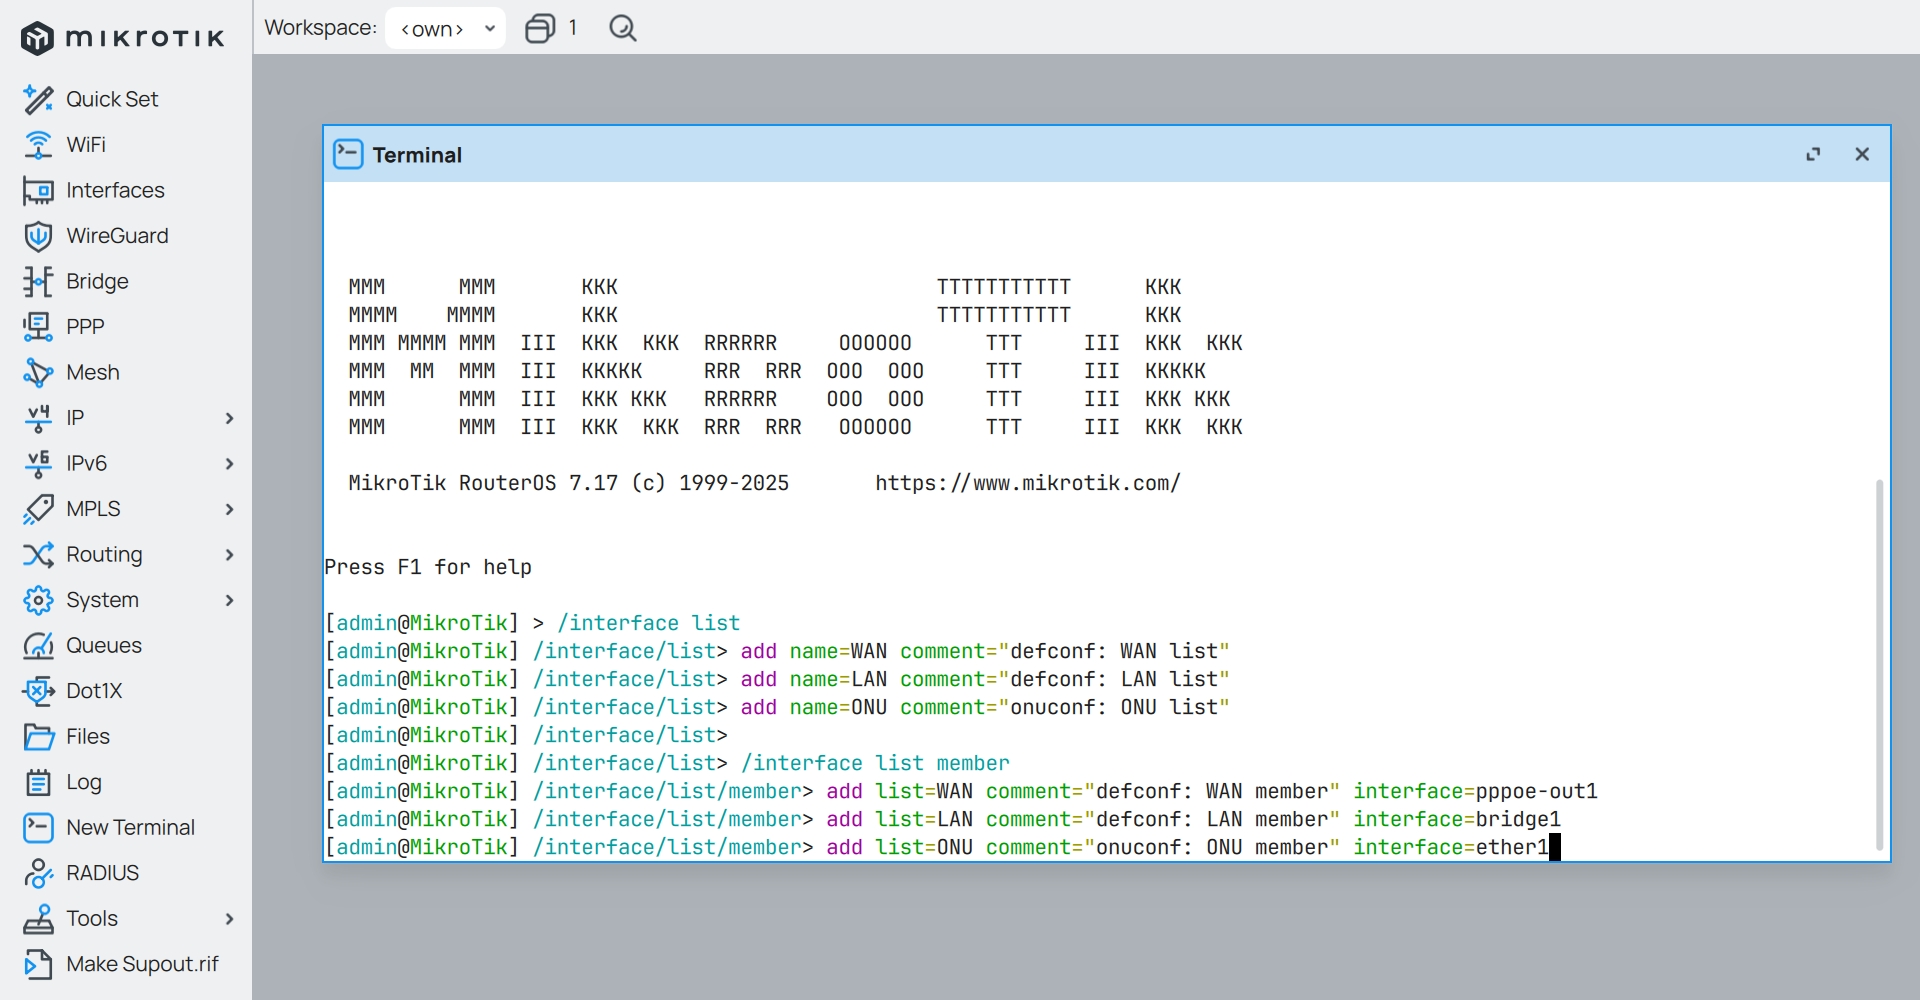 MIKROTIK
Workspace: <own> 1
Quick Set
WiFi
Interfaces
WireGuard
Bridge
PPP
Mesh
IP
IPv6
MPLS
Routing
System
Queues
Dot1X
Files
Log
New Terminal
RADIUS
Tools
Make Supout.rif
Terminal
  MMM      MMM       KKK                          TTTTTTTTTTT      KKK
  MMMM    MMMM       KKK                          TTTTTTTTTTT      KKK
  MMM MMMM MMM  III  KKK  KKK  RRRRRR     OOOOOO      TTT     III  KKK  KKK
  MMM  MM  MMM  III  KKKKK     RRR  RRR  OOO  OOO     TTT     III  KKKKK
  MMM      MMM  III  KKK KKK   RRRRRR    OOO  OOO     TTT     III  KKK KKK
  MMM      MMM  III  KKK  KKK  RRR  RRR   OOOOOO      TTT     III  KKK  KKK
  MikroTik RouterOS 7.17 (c) 1999-2025       https://www.mikrotik.com/
Press F1 for help
[admin@MikroTik] > /interface list
[admin@MikroTik] /interface/list> add name=WAN comment="defconf: WAN list"
[admin@MikroTik] /interface/list> add name=LAN comment="defconf: LAN list"
[admin@MikroTik] /interface/list> add name=ONU comment="onuconf: ONU list"
[admin@MikroTik] /interface/list>
[admin@MikroTik] /interface/list> /interface list member
[admin@MikroTik] /interface/list/member> add list=WAN comment="defconf: WAN member" interface=pppoe-out1
[admin@MikroTik] /interface/list/member> add list=LAN comment="defconf: LAN member" interface=bridge1
[admin@MikroTik] /interface/list/member> add list=ONU comment="onuconf: ONU member" interface=ether1